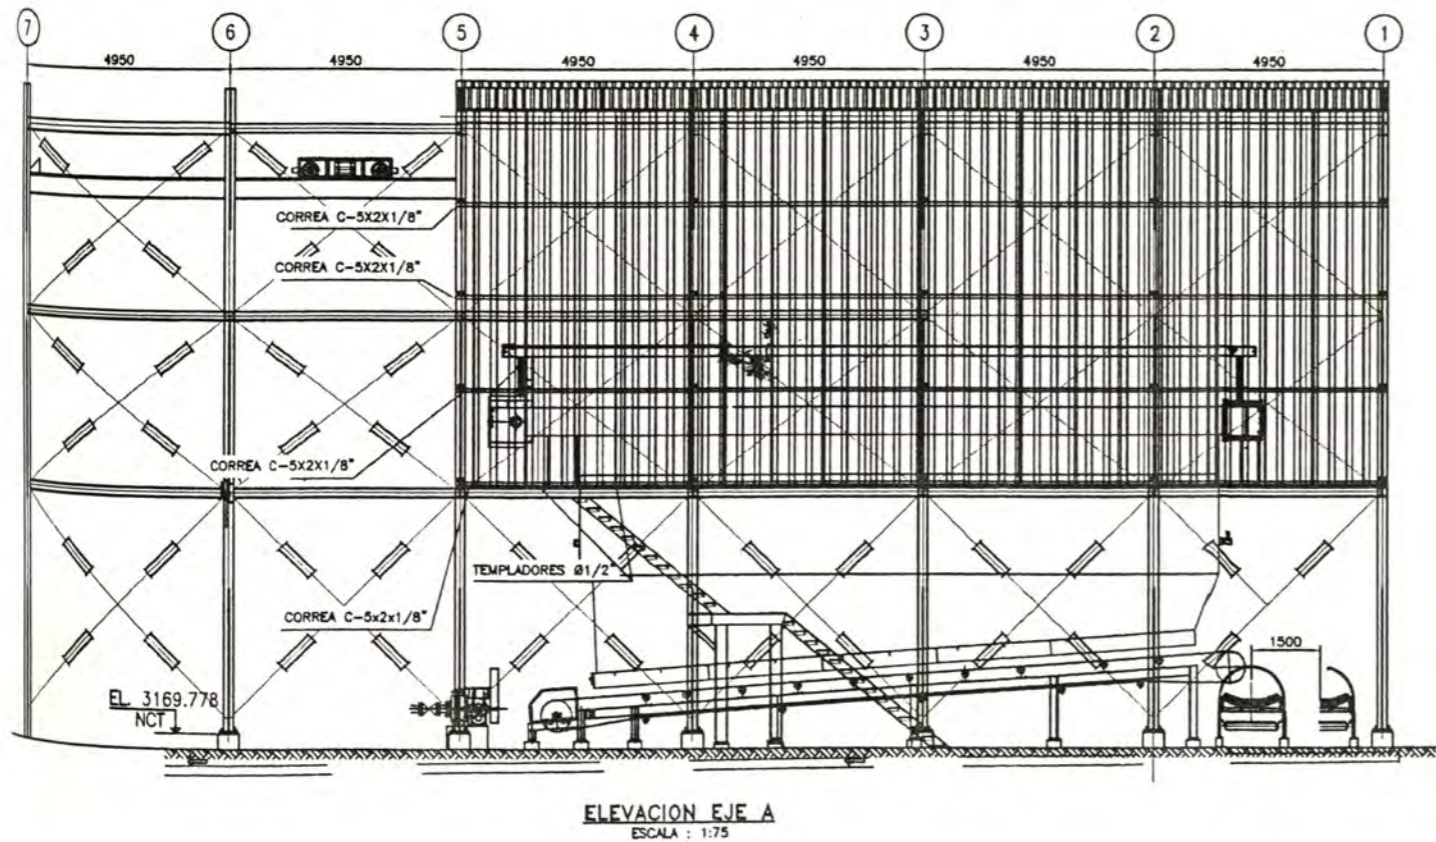 7 6 5 4 3 2 1
4950 4950 4950 4950 4950 4950
CORREA C-5X2X1/8"
CORREA C-5X2X1/8"
CORREA C-5X2X1/8"
TEMPLADORES Ø1/2"
CORREA C-5x2x1/8"
1500
EL. 3169.778
NCT
ELEVACION EJE A
ESCALA : 1:75